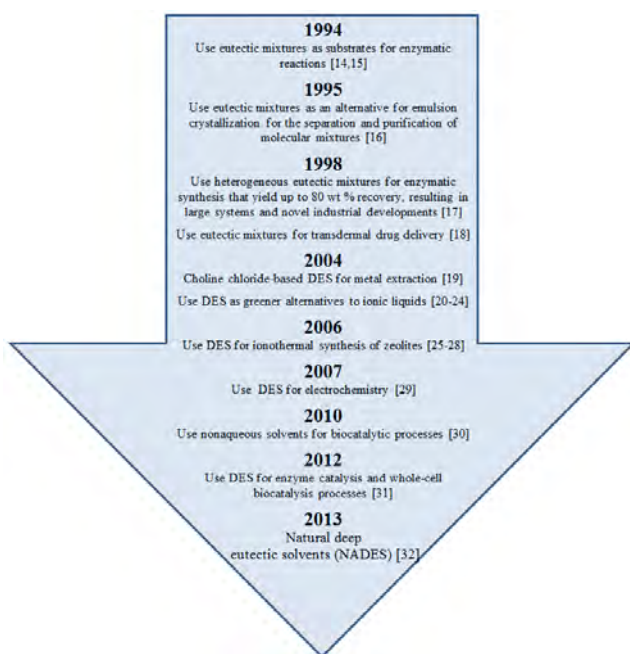 1994
Use eutectic mixtures as substrates for enzymatic
reactions [14,15]
1995
Use eutectic mixtures as an alternative for emulsion
crystallization for the separation and purification of
molecular mixtures [16]
1998
Use heterogeneous eutectic mixtures for enzymatic
synthesis that yield up to 80 wt % recovery, resulting in
large systems and novel industrial developments [17]
Use eutectic mixtures for transdermal drug delivery [18]
2004
Choline chloride-based DES for metal extraction [19]
Use DES as greener alternatives to ionic liquids [20-24]
2006
Use DES for ionothermal synthesis of zeolites [25-28]
2007
Use DES for electrochemistry [29]
2010
Use nonaqueous solvents for biocatalytic processes [30]
2012
Use DES for enzyme catalysis and whole-cell
biocatalysis processes [31]
2013
Natural deep
eutectic solvents (NADES) [32]